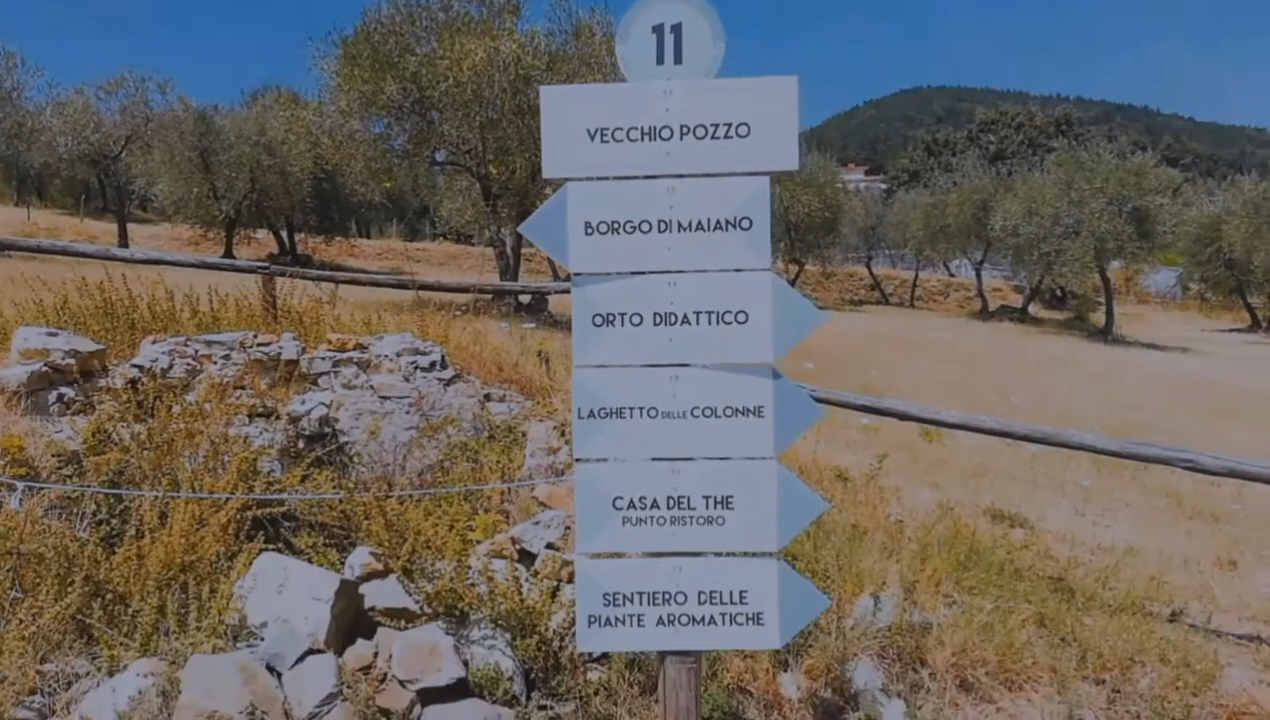 11
VECCHIO POZZO
BORGO DI MAIANO
ORTO DIDATTICO
LAGHETTO DELLE COLONNE
CASA DEL THE
PUNTO RISTORO
SENTIERO DELLE
PIANTE AROMATICHE